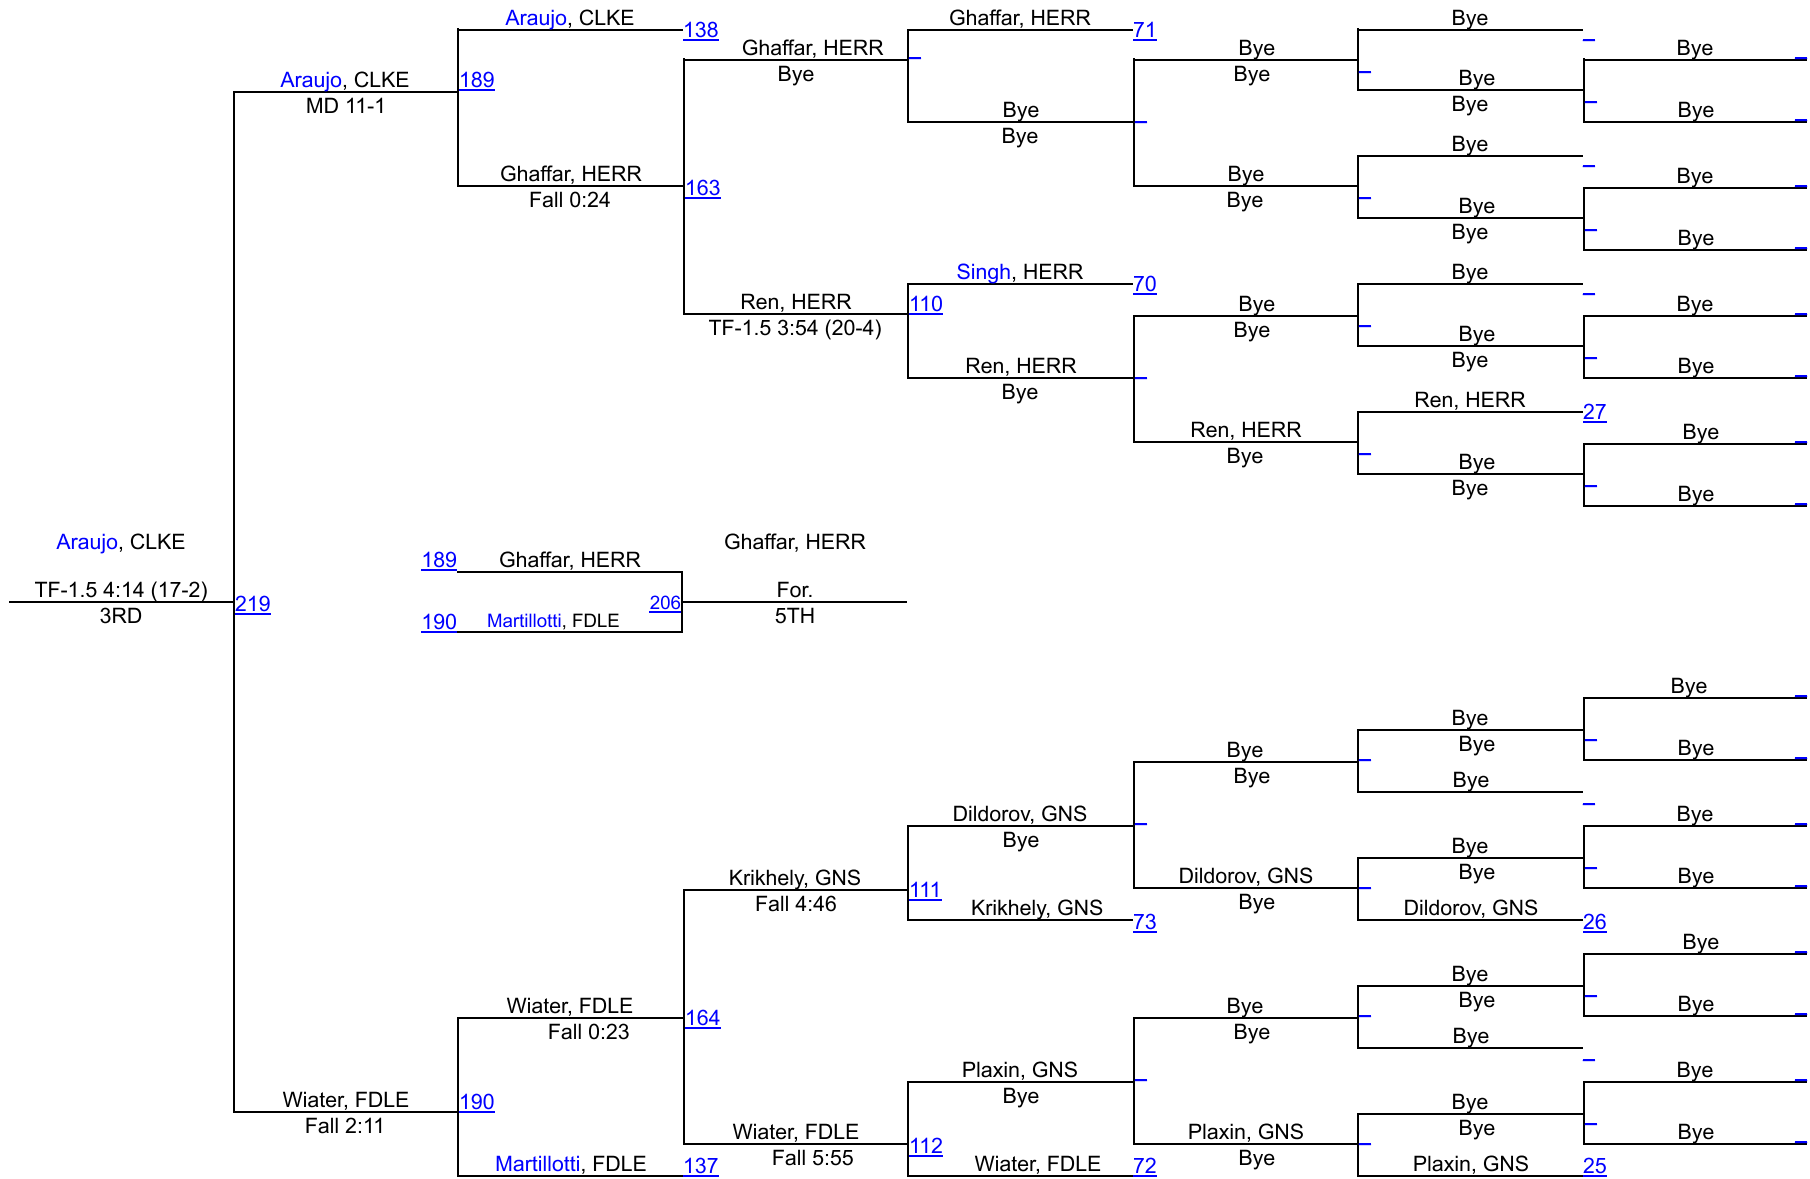 Araujo, CLKE
138
Ghaffar, HERR
71
Bye
Bye
Araujo, CLKE
189
MD 11-1
Ghaffar, HERR
Bye
Bye
Bye
Bye
Bye
Bye
Bye
Bye
Bye
Ghaffar, HERR
163
Fall 0:24
Bye
Bye
Bye
Bye
Bye
Bye
Bye
Singh, HERR
70
Bye
Ren, HERR
110
TF-1.5 3:54 (20-4)
Bye
Bye
Bye
Bye
Bye
Bye
Ren, HERR
Bye
Ren, HERR
27
Ren, HERR
Bye
Bye
Bye
Bye
Bye
Araujo, CLKE
TF-1.5 4:14 (17-2)
3RD
219
189
Ghaffar, HERR
190
Martillotti, FDLE
206
Ghaffar, HERR
For.
5TH
Bye
Bye
Bye
Bye
Bye
Bye
Bye
Dildorov, GNS
Bye
Bye
Bye
Bye
Bye
Krikhely, GNS
111
Fall 4:46
Dildorov, GNS
Bye
Krikhely, GNS
73
Dildorov, GNS
26
Bye
Wiater, FDLE
164
Fall 0:23
Bye
Bye
Bye
Bye
Bye
Bye
Plaxin, GNS
Bye
Bye
Wiater, FDLE
190
Fall 2:11
Bye
Bye
Bye
Wiater, FDLE
112
Fall 5:55
Plaxin, GNS
Bye
Martillotti, FDLE
137
Wiater, FDLE
72
Plaxin, GNS
25